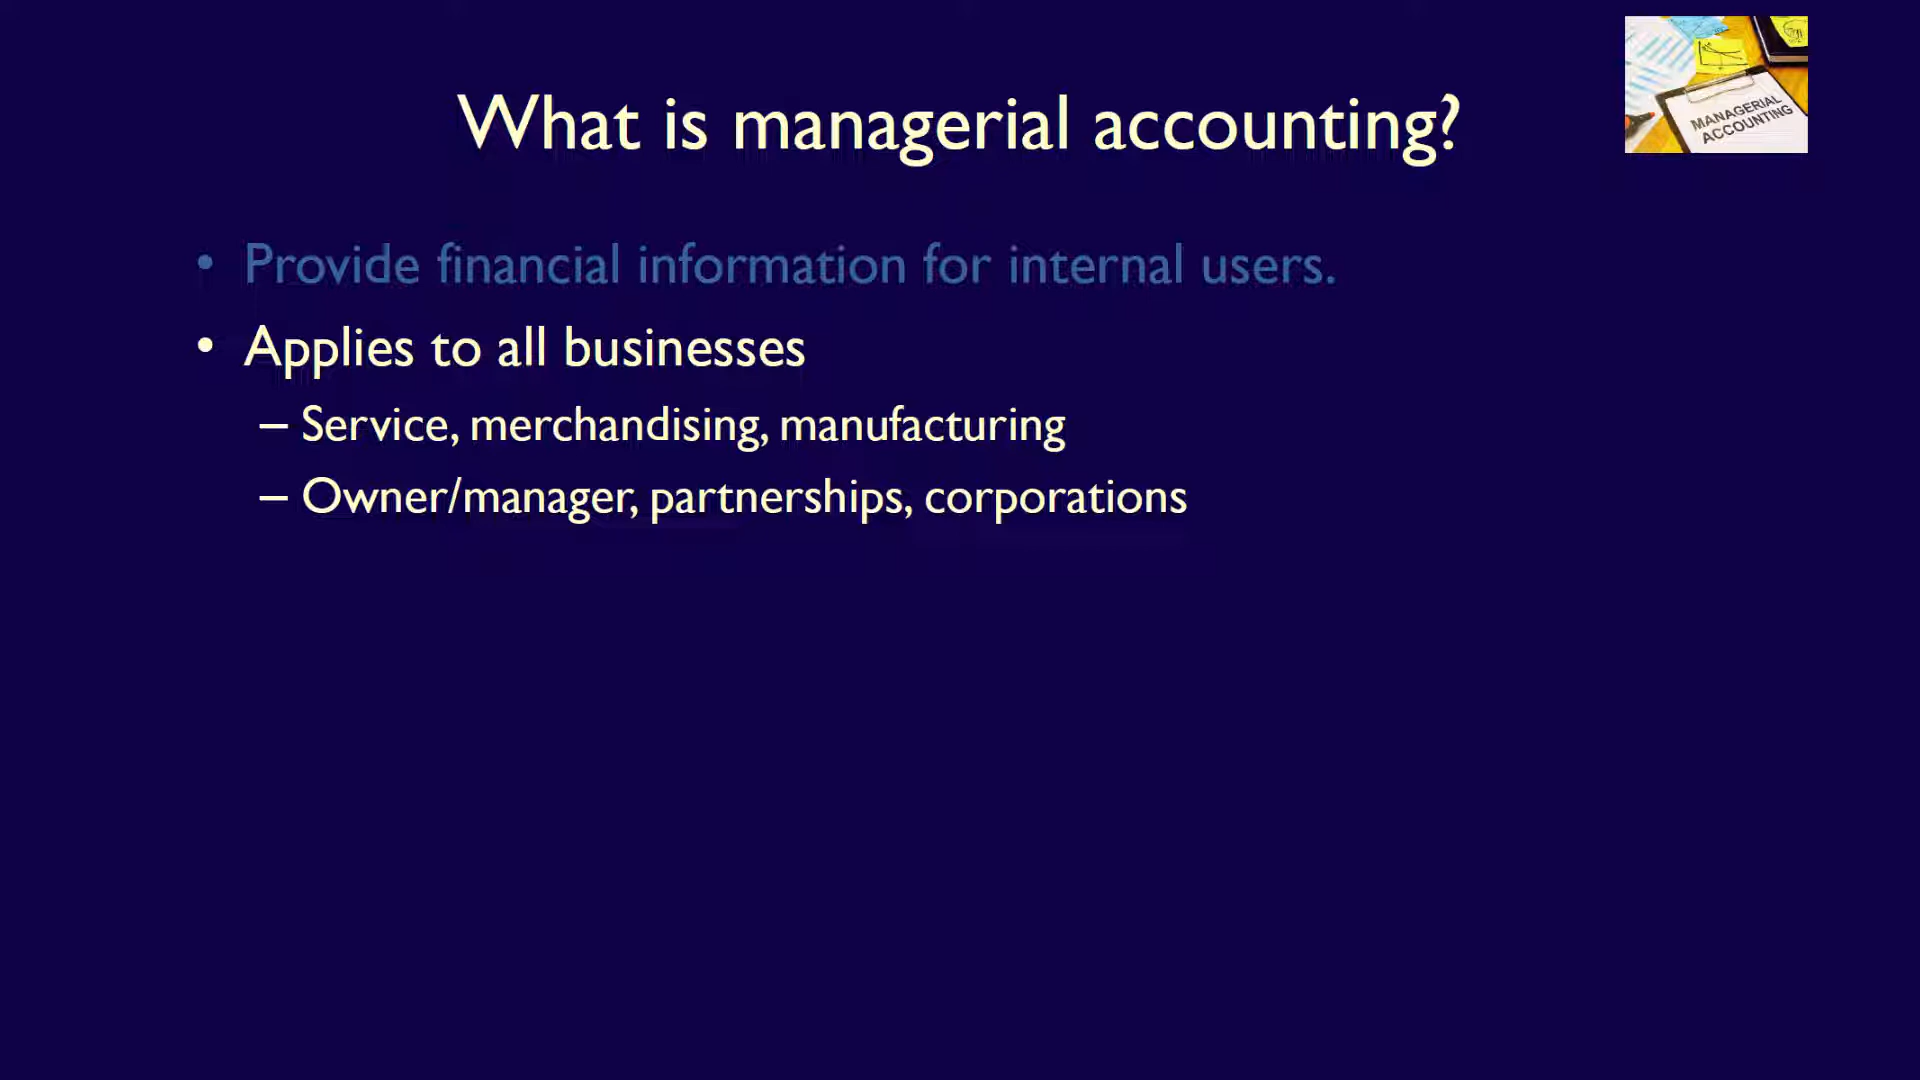 What is managerial accounting?
MANAGERIAL
ACCOUNTING
• Provide financial information for internal users.
• Applies to all businesses
– Service, merchandising, manufacturing
– Owner/manager, partnerships, corporations